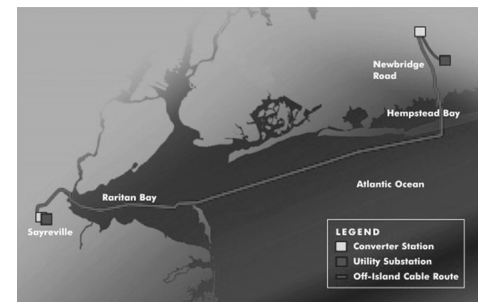 Newbridge
Road
Hempstead Bay
Raritan Bay
Atlantic Ocean
Sayreville
LEGEND
Converter Station
Utility Substation
Off-Island Cable Route